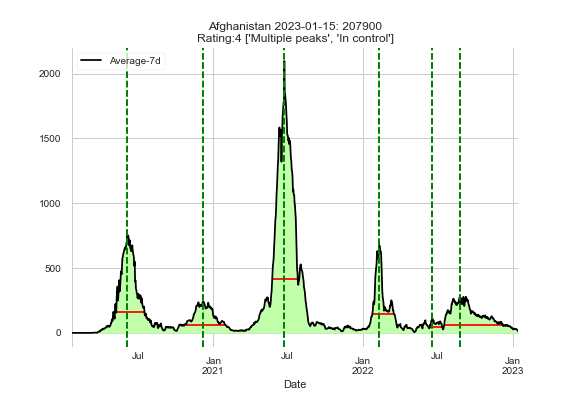 Afghanistan 2023-01-15: 207900
Rating:4 ['Multiple peaks', 'In control']
Average-7d
2000
1500
1000
500
0
Jul
Jan
2021
Jul
Jan
2022
Jul
Jan
2023
Date